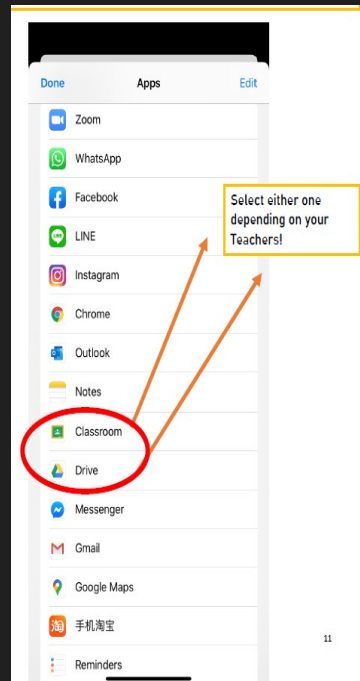 Done Apps Edit
Zoom
WhatsApp
Facebook
LINE
Instagram
Chrome
Outlook
Notes
Classroom
Drive
Messenger
Gmail
Google Maps
手机淘宝
Reminders
Select either one
depending on your
Teachers!
11